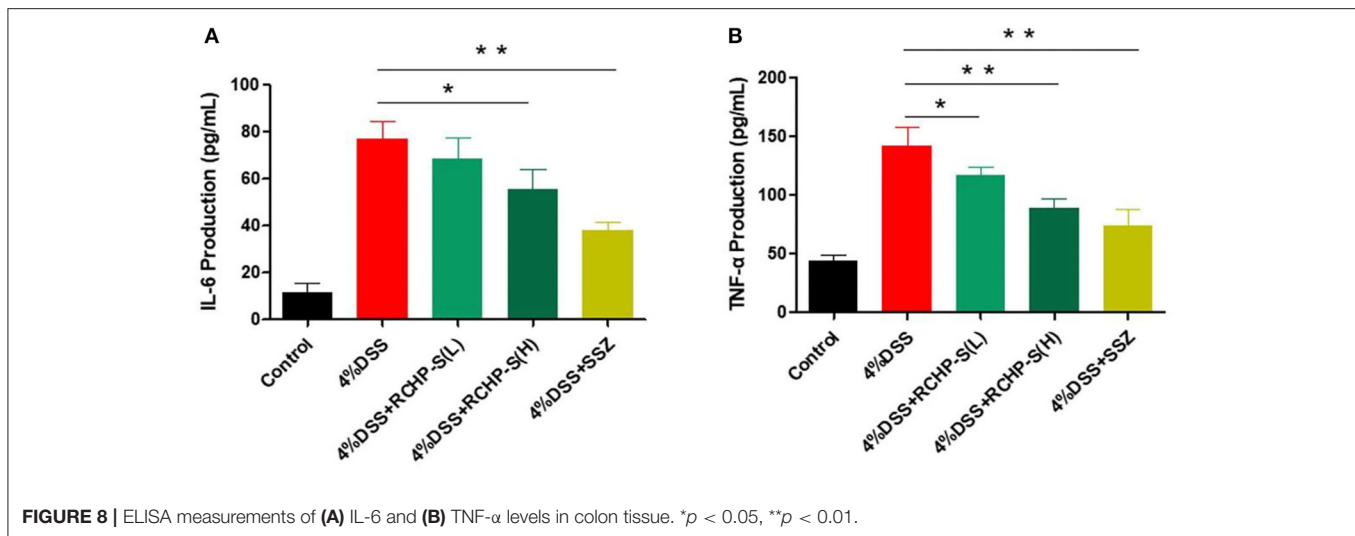 A
* *
*
IL-6 Production (pg/mL)
100
80
60
40
20
0
Control
4%DSS
4%DSS+RCHP-S(L)
4%DSS+RCHP-S(H)
4%DSS+SSZ
B
* *
* *
*
TNF-α Production (pg/mL)
200
150
100
50
0
Control
4%DSS
4%DSS+RCHP-S(L)
4%DSS+RCHP-S(H)
4%DSS+SSZ
FIGURE 8 | ELISA measurements of (A) IL-6 and (B) TNF-α levels in colon tissue. *p < 0.05, **p < 0.01.